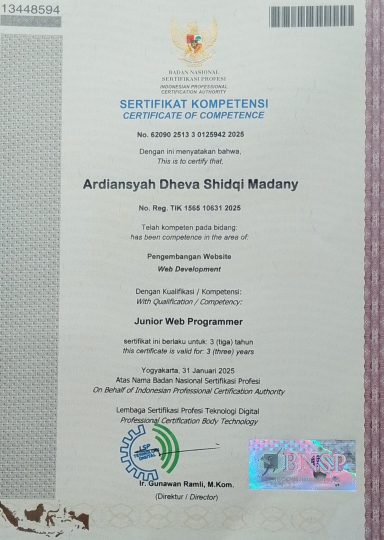 13448594
BADAN NASIONAL
SERTIFIKASI PROFESI
INDONESIAN PROFESSIONAL
CERTIFICATION AUTHORITY
SERTIFIKAT KOMPETENSI
CERTIFICATE OF COMPETENCE
No. 62090 2513 3 0125942 2025
Dengan ini menyatakan bahwa,
This is to certify that,
Ardiansyah Dheva Shidqi Madany
No. Reg. TIK 1565 10631 2025
Telah kompeten pada bidang:
has been competence in the area of:
Pengembangan Website
Web Development
Dengan Kualifikasi / Kompetensi:
With Qualification / Competency:
Junior Web Programmer
sertifikat ini berlaku untuk: 3 (tiga) tahun
this certificate is valid for: 3 (three) years
Yogyakarta, 31 Januari 2025
Atas Nama Badan Nasional Sertifikasi Profesi
On Behalf of Indonesian Professional Certification Authority
Lembaga Sertifikasi Profesi Teknologi Digital
Professional Certification Body Technology
LSP
BNSP
Ir. Gunawan Ramli, M.Kom.
(Direktur / Director)